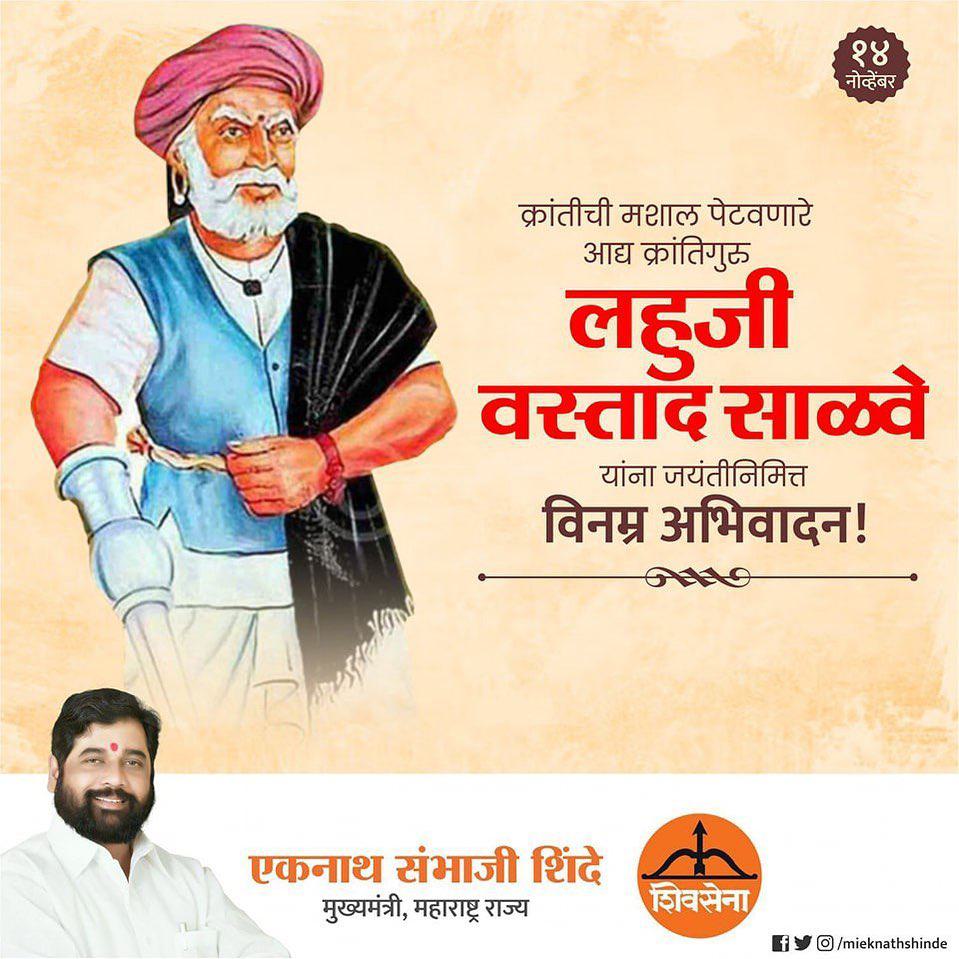 १४
नोव्हेंबर
क्रांतीची मशाल पेटवणारे
आद्य क्रांतिगुरु
लहुजी
वस्ताद साळवे
यांना जयंतीनिमित्त
विनम्र अभिवादन!
एकनाथ संभाजी शिंदे
मुख्यमंत्री, महाराष्ट्र राज्य
शिवसेना
/mieknathshinde